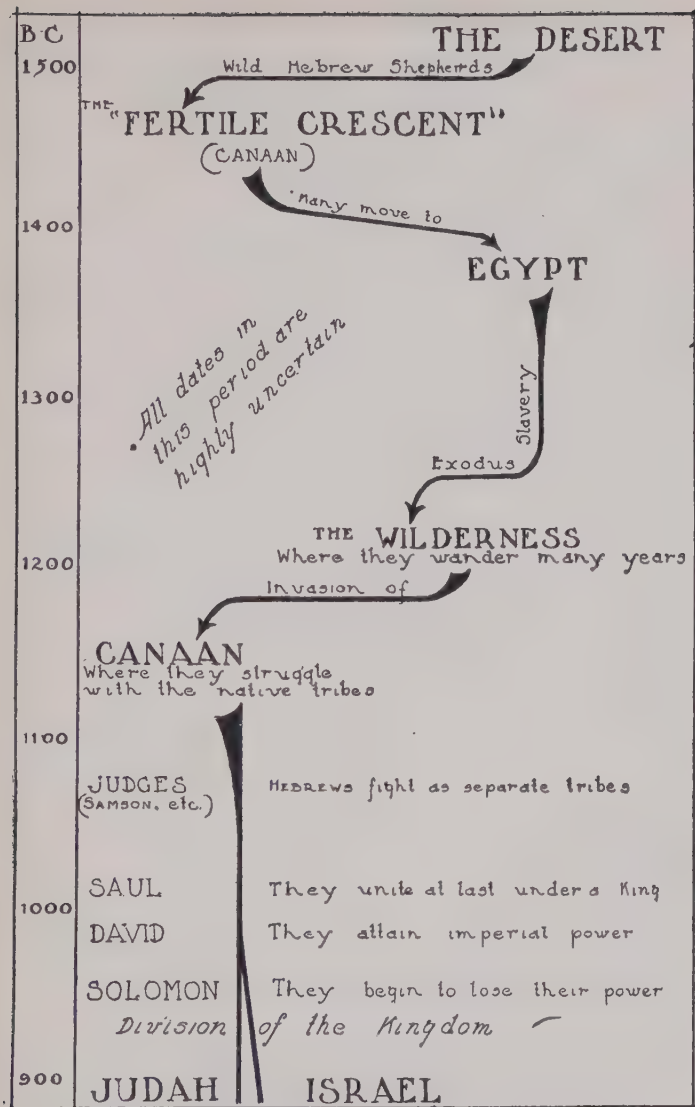 B.C
THE DESERT
1,500
Wild Hebrew Shepherds
THE "FERTILE CRESCENT"
(CANAAN)
Many move to
1400
EGYPT
• All dates in
this period are
highly uncertain
1300
Slavery
Exodus
THE WILDERNESS
Where they wander many years
1200
Invasion of
CANAAN
Where they struggle
with the native tribes
1100
JUDGES HEBREWS fight as separate tribes
(SAMSON, etc.)
SAUL They unite at last under a King
1000
DAVID They attain imperial power
SOLOMON They begin to lose their power
Division of the Kingdom
900
JUDAH ISRAEL